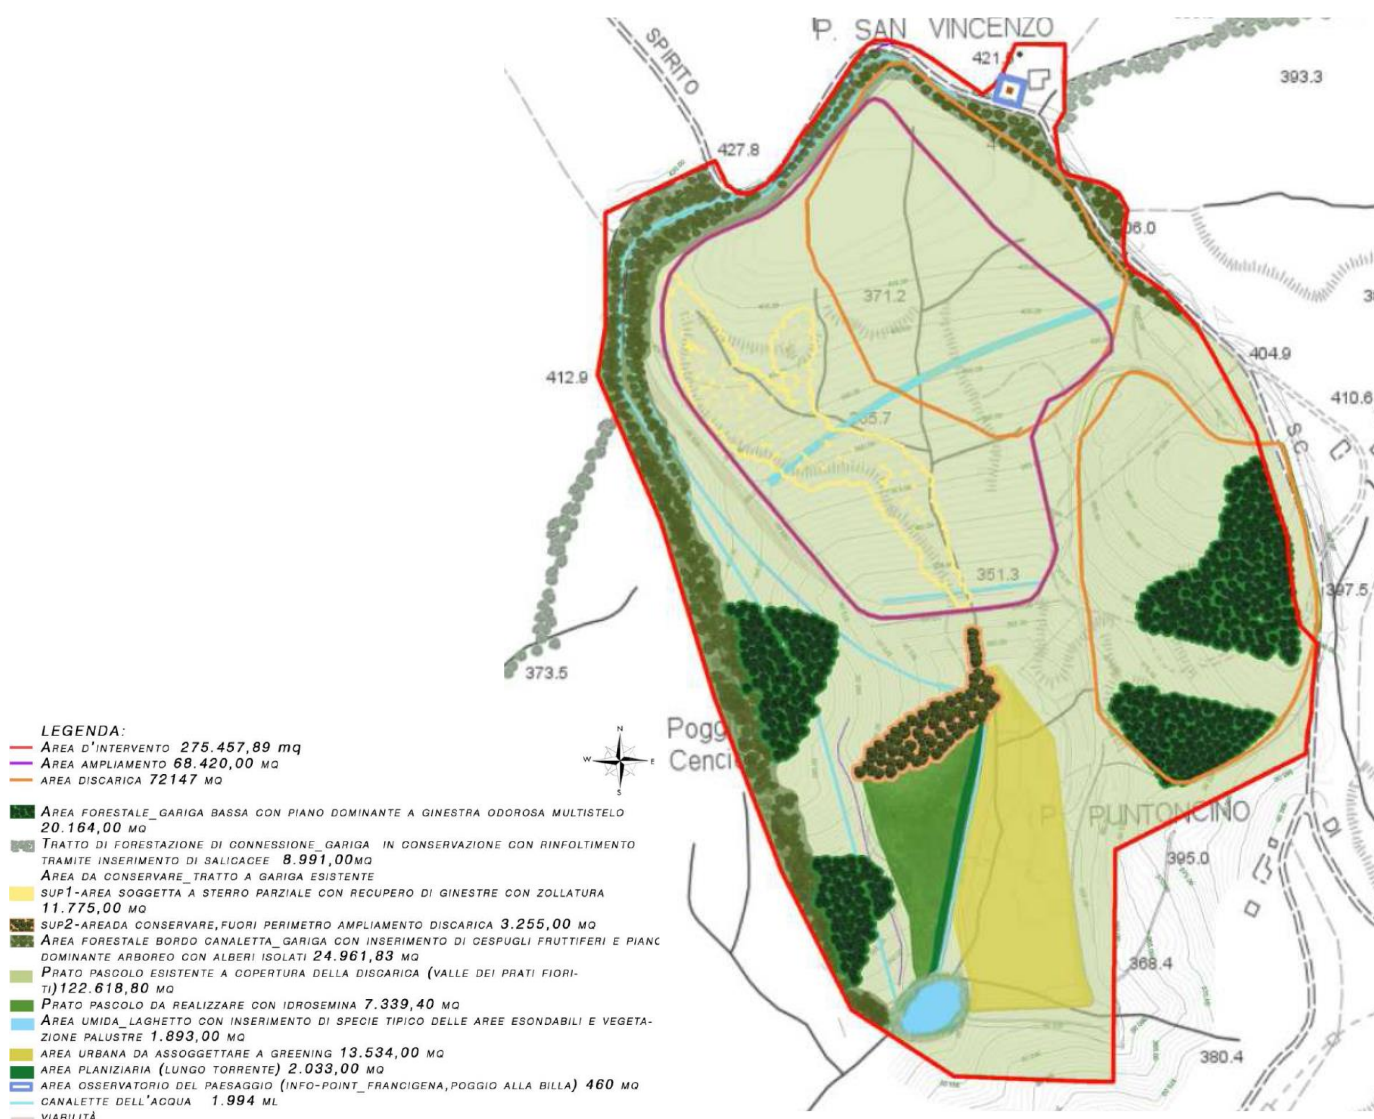 P. SAN VINCENZO
SPIRITO
421.
393.3
427.8
06.0
371.2
404.9
412.9
410.6
65.7
S.C.
351.3
397.5
373.5
Pogg
Cenci
P. PUNTONCINO
DI
395.0
368.4
380.4
N
W E
S
LEGENDA:
AREA D'INTERVENTO 275.457,89 mq
AREA AMPLIAMENTO 68.420,00 MQ
AREA DISCARICA 72147 MQ
AREA FORESTALE_GARIGA BASSA CON PIANO DOMINANTE A GINESTRA ODOROSA MULTISTELO
20.164,00 MQ
TRATTO DI FORESTAZIONE DI CONNESSIONE_GARIGA IN CONSERVAZIONE CON RINFOLTIMENTO
TRAMITE INSERIMENTO DI SALICACEE 8.991,00MQ
AREA DA CONSERVARE_TRATTO A GARIGA ESISTENTE
SUP1-AREA SOGGETTA A STERRO PARZIALE CON RECUPERO DI GINESTRE CON ZOLLATURA
11.775,00 MQ
SUP2-AREADA CONSERVARE,FUORI PERIMETRO AMPLIAMENTO DISCARICA 3.255,00 MQ
AREA FORESTALE BORDO CANALETTA_GARIGA CON INSERIMENTO DI CESPUGLI FRUTTIFERI E PIANO
DOMINANTE ARBOREO CON ALBERI ISOLATI 24.961,83 MQ
PRATO PASCOLO ESISTENTE A COPERTURA DELLA DISCARICA (VALLE DEI PRATI FIORI-
TI)122.618,80 MQ
PRATO PASCOLO DA REALIZZARE CON IDROSEMINA 7.339,40 MQ
AREA UMIDA_LAGHETTO CON INSERIMENTO DI SPECIE TIPICO DELLE AREE ESONDABILI E VEGETA-
ZIONE PALUSTRE 1.893,00 MQ
AREA URBANA DA ASSOGGETTARE A GREENING 13.534,00 MQ
AREA PLANIZIARIA (LUNGO TORRENTE) 2.033,00 MQ
AREA OSSERVATORIO DEL PAESAGGIO (INFO-POINT_FRANCIGENA,POGGIO ALLA BILLA) 460 MQ
CANALETTE DELL'ACQUA 1.994 ML
VIABILITÀ